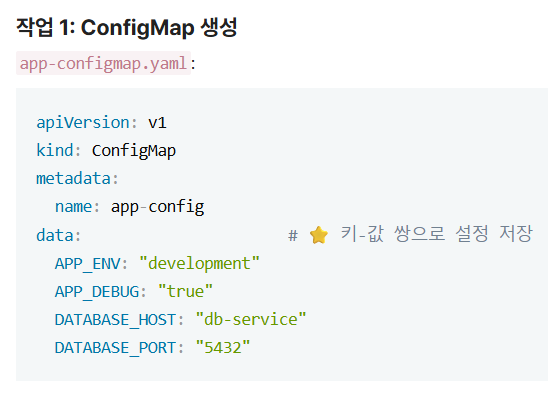 작업 1: ConfigMap 생성
app-configmap.yaml:
apiVersion: v1
kind: ConfigMap
metadata:
  name: app-config
data:                      # ⭐ 키-값 쌍으로 설정 저장
  APP_ENV: "development"
  APP_DEBUG: "true"
  DATABASE_HOST: "db-service"
  DATABASE_PORT: "5432"